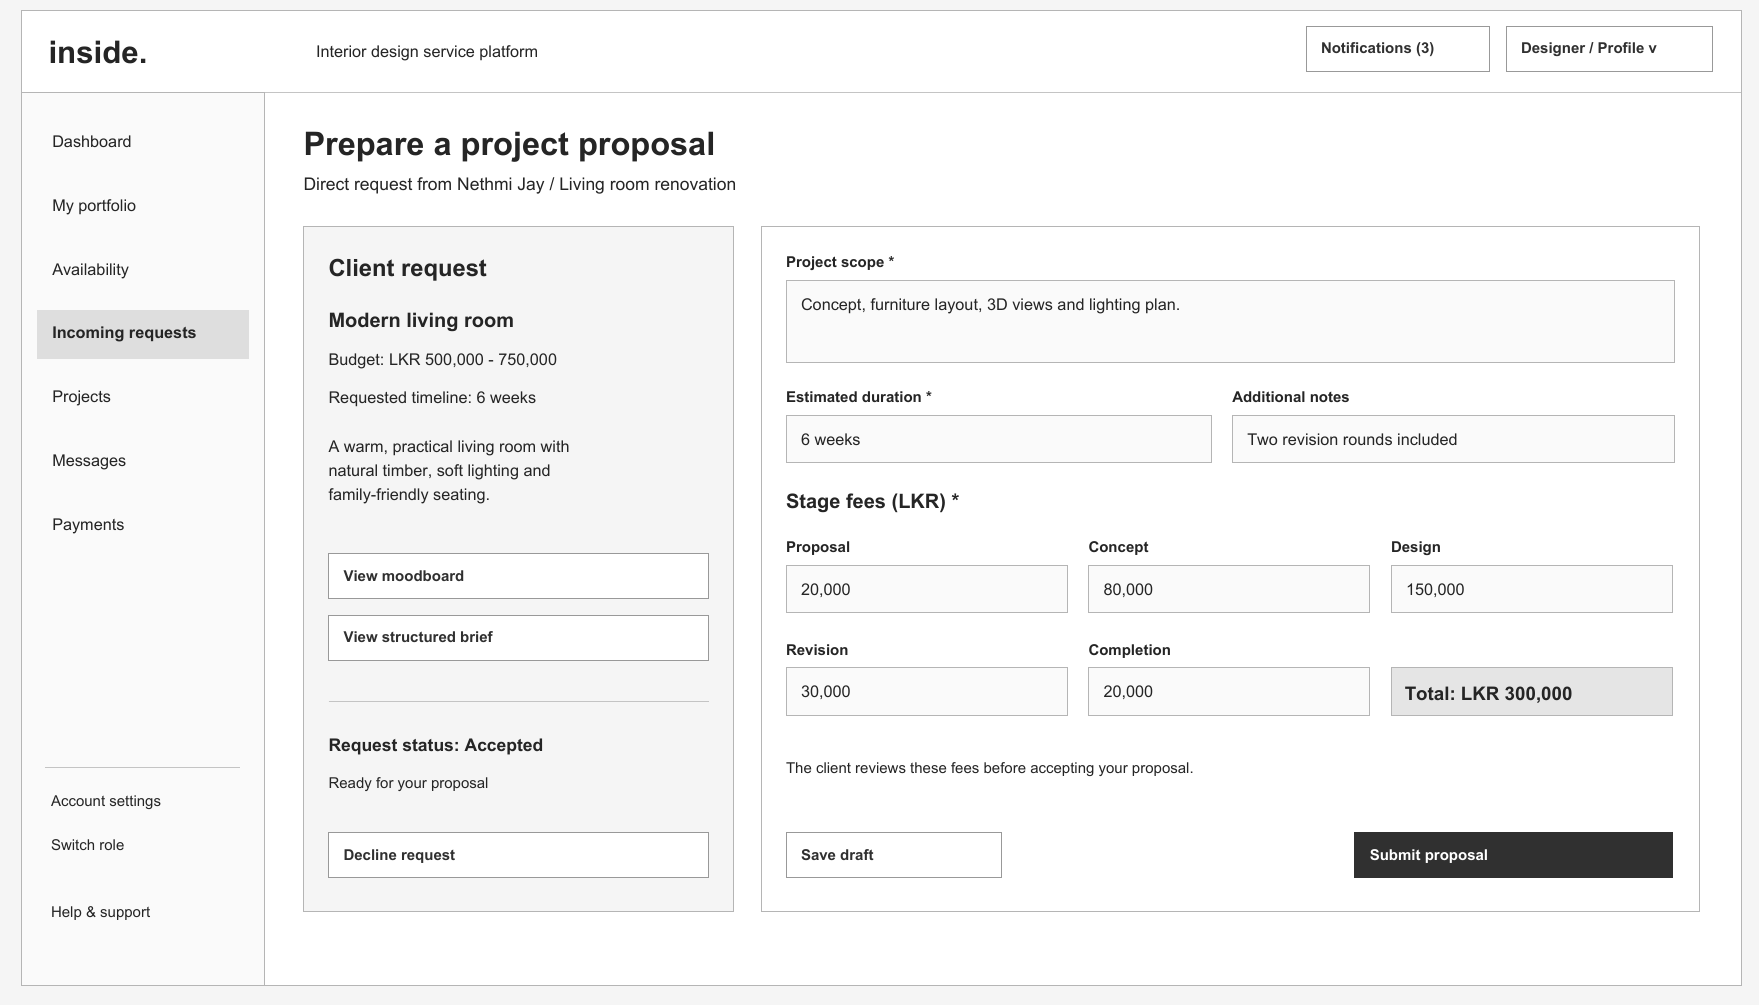 inside.
Interior design service platform
Notifications (3)
Designer / Profile v
Dashboard
My portfolio
Availability
Incoming requests
Projects
Messages
Payments
Account settings
Switch role
Help & support
Prepare a project proposal
Direct request from Nethmi Jay / Living room renovation
Client request
Modern living room
Budget: LKR 500,000 - 750,000
Requested timeline: 6 weeks
A warm, practical living room with
natural timber, soft lighting and
family-friendly seating.
View moodboard
View structured brief
Request status: Accepted
Ready for your proposal
Decline request
Project scope *
Concept, furniture layout, 3D views and lighting plan.
Estimated duration *
Additional notes
6 weeks
Two revision rounds included
Stage fees (LKR) *
Proposal
Concept
Design
20,000
80,000
150,000
Revision
Completion
30,000
20,000
Total: LKR 300,000
The client reviews these fees before accepting your proposal.
Save draft
Submit proposal